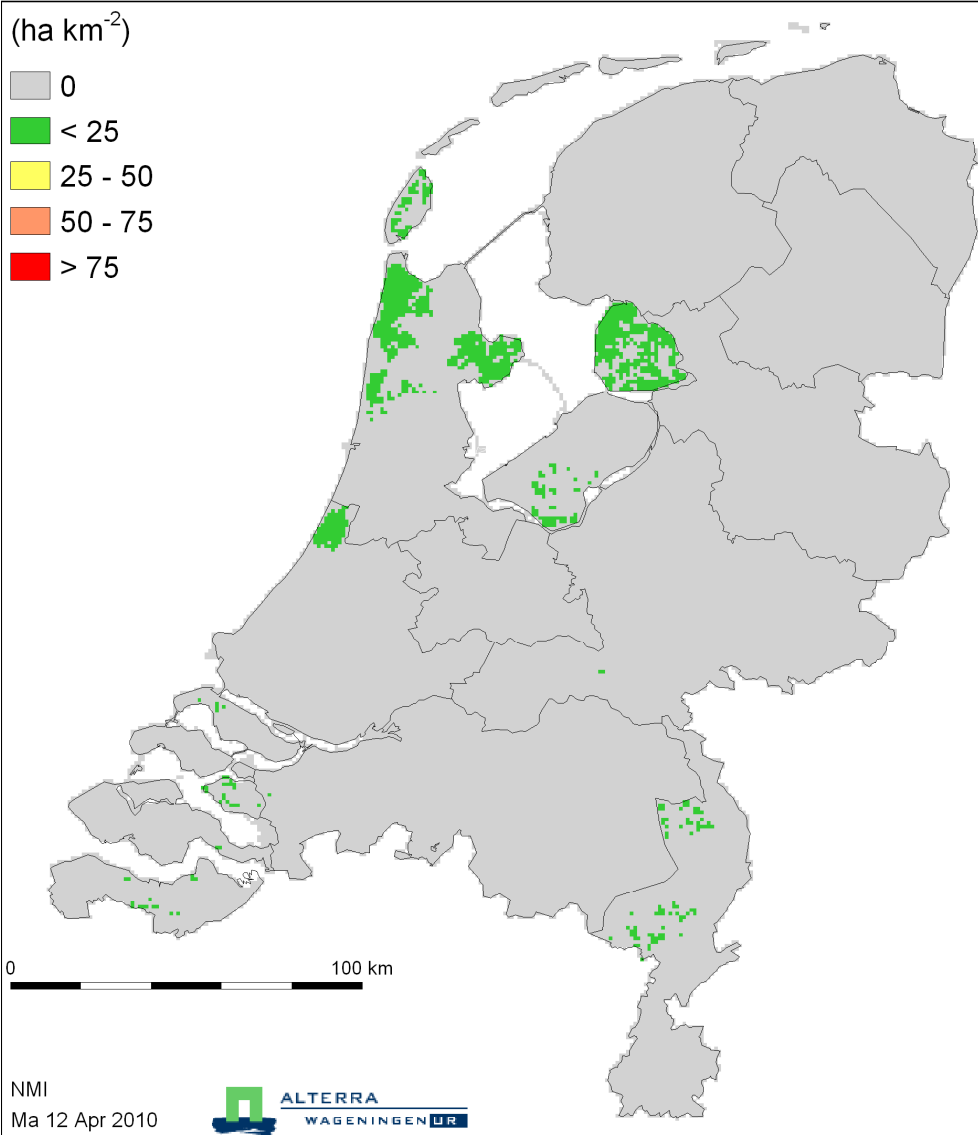 (ha km-2)
0
< 25
25 - 50
50 - 75
> 75
0 100 km
NMI
Ma 12 Apr 2010
ALTERRA
WAGENINGEN UR